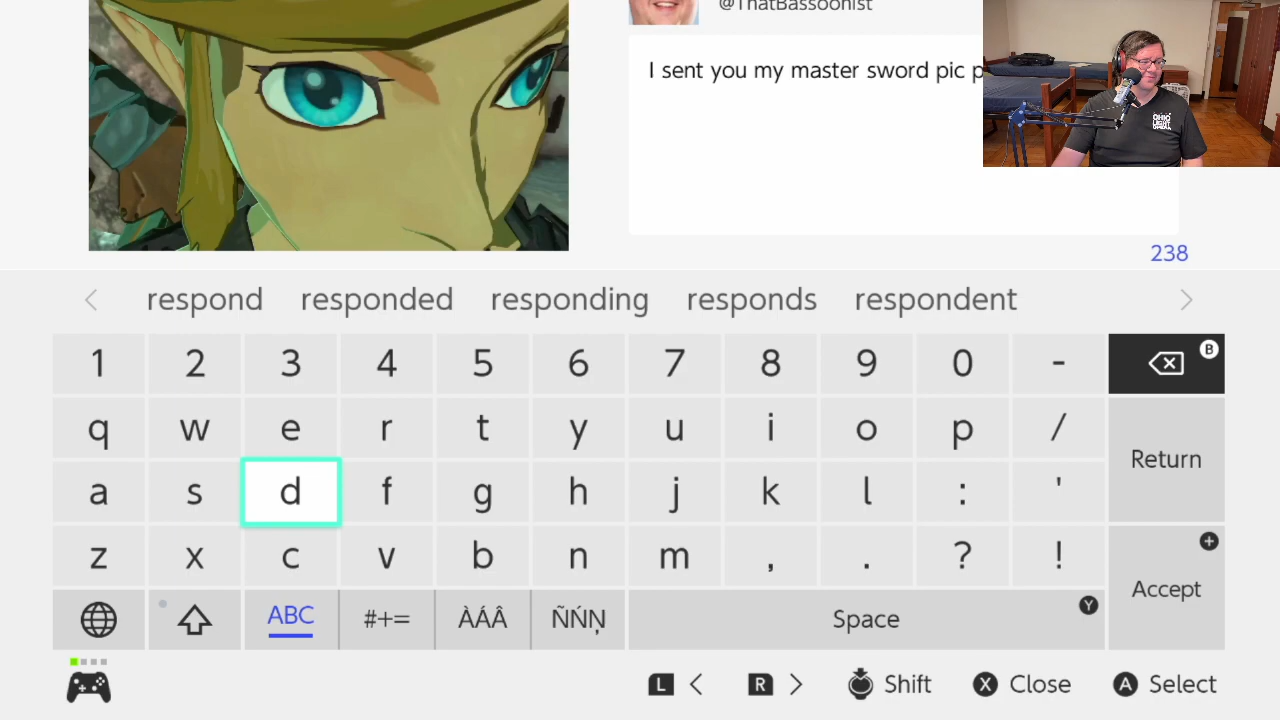 @ThatBassoonist
I sent you my master sword pic p
238
respond responded responding responds respondent
1 2 3 4 5 6 7 8 9 0 -
B
q w e r t y u i o p /
Return
a s d f g h j k l : '
z x c v b n m , . ? !
+
Accept
ABC #+= ÀÁÂ ÑŃŅ Space Y
L < R > Shift X Close A Select